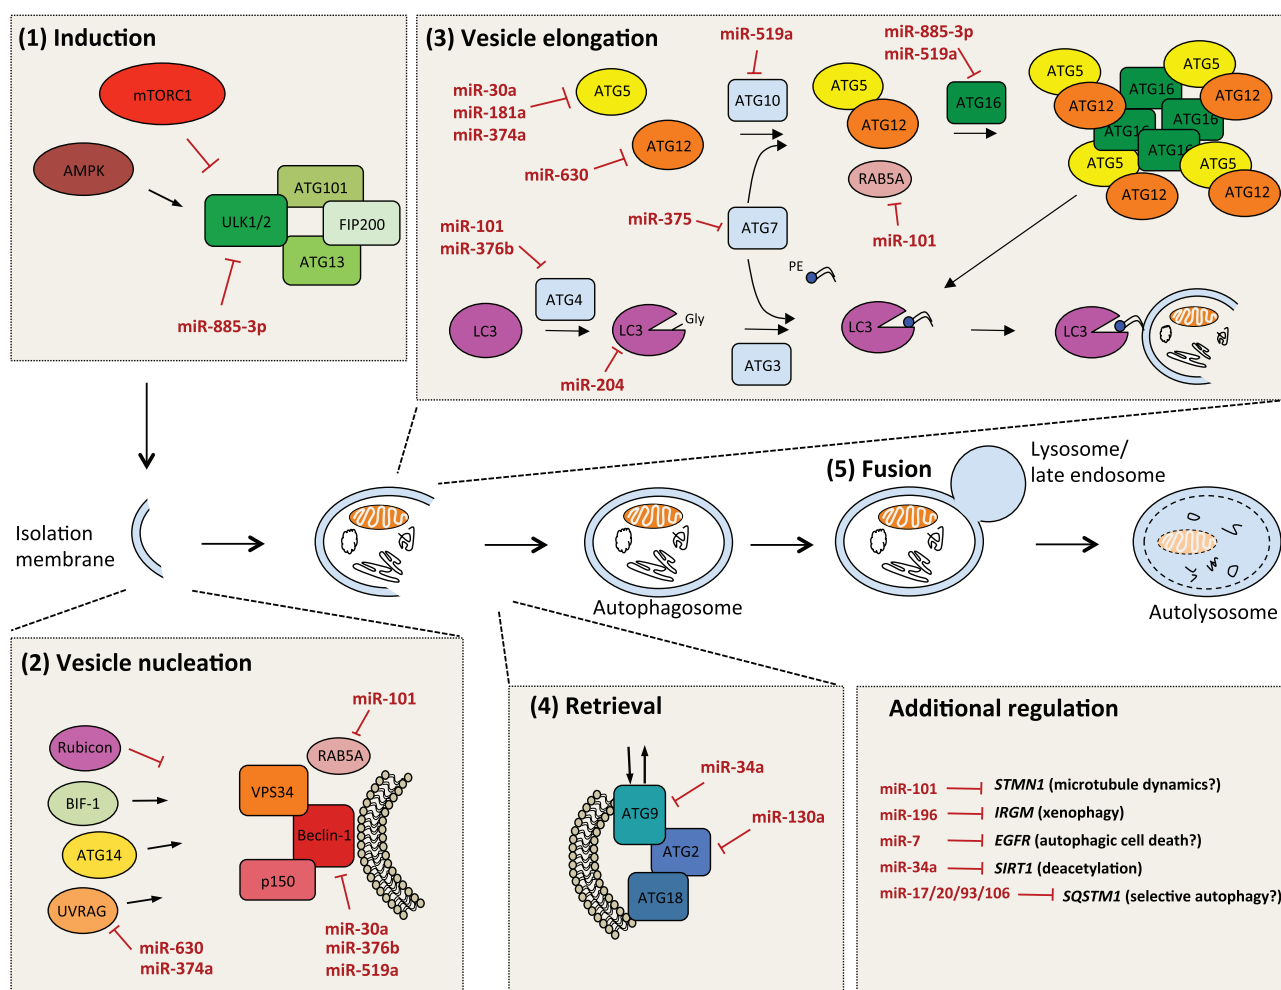 (1) Induction
mTORC1
AMPK
ATG101
ULK1/2
FIP200
ATG13
miR-885-3p
(3) Vesicle elongation
miR-519a
miR-885-3p
miR-519a
miR-30a
miR-181a
miR-374a
ATG5
ATG12
miR-630
ATG10
ATG5
ATG12
ATG16
RAB5A
miR-101
ATG5
ATG5
ATG16
ATG12
ATG12
ATG16
ATG16
ATG16
ATG5
ATG5
ATG12
ATG12
miR-375
ATG7
miR-101
miR-376b
ATG4
PE
LC3
LC3
Gly
miR-204
ATG3
LC3
LC3
Isolation
membrane
Autophagosome
(5) Fusion
Lysosome/
late endosome
Autolysosome
(2) Vesicle nucleation
miR-101
Rubicon
RAB5A
BIF-1
VPS34
Beclin-1
ATG14
p150
UVRAG
miR-630
miR-374a
miR-30a
miR-376b
miR-519a
(4) Retrieval
miR-34a
ATG9
miR-130a
ATG2
ATG18
Additional regulation
miR-101 STMN1 (microtubule dynamics?)
miR-196 IRGM (xenophagy)
miR-7 EGFR (autophagic cell death?)
miR-34a SIRT1 (deacetylation)
miR-17/20/93/106 SQSTM1 (selective autophagy?)